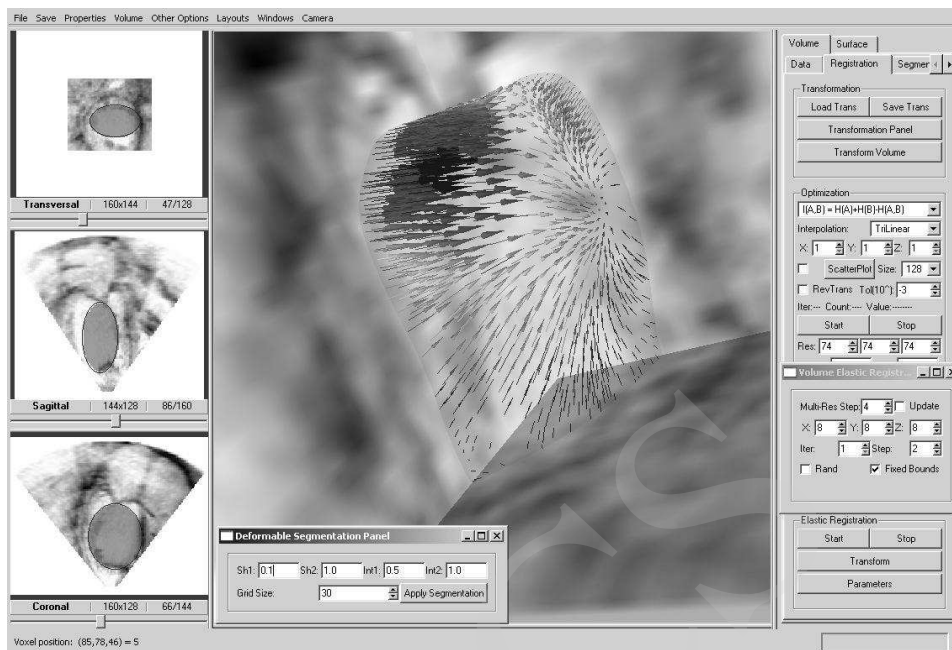 File Save Properties Volume Other Options Layouts Windows Camera
Transversal 160x144 47/128
Sagittal 144x128 86/160
Coronal 160x128 66/144
Voxel position: (85,78,46) = 5
Deformable Segmentation Panel
Sh1: 0.1 Sh2: 1.0 Int1: 0.5 Int2: 1.0
Grid Size: 30 Apply Segmentation
Volume Surface
Data Registration Segmer
Transformation
Load Trans Save Trans
Transformation Panel
Transform Volume
Optimization
I(A,B) = H(A)+H(B)-H(A,B)
Interpolation: TriLinear
X: 1 Y: 1 Z: 1
ScatterPlot Size: 128
RevTrans Tol(10^): -3
Iter:--- Count:---- Value:--------
Start Stop
Res: 74 74 74
Volume Elastic Registr...
Multi-Res Step: 4 Update
X: 8 Y: 8 Z: 8
Iter: 1 Step: 2
Rand Fixed Bounds
Elastic Registration
Start Stop
Transform
Parameters